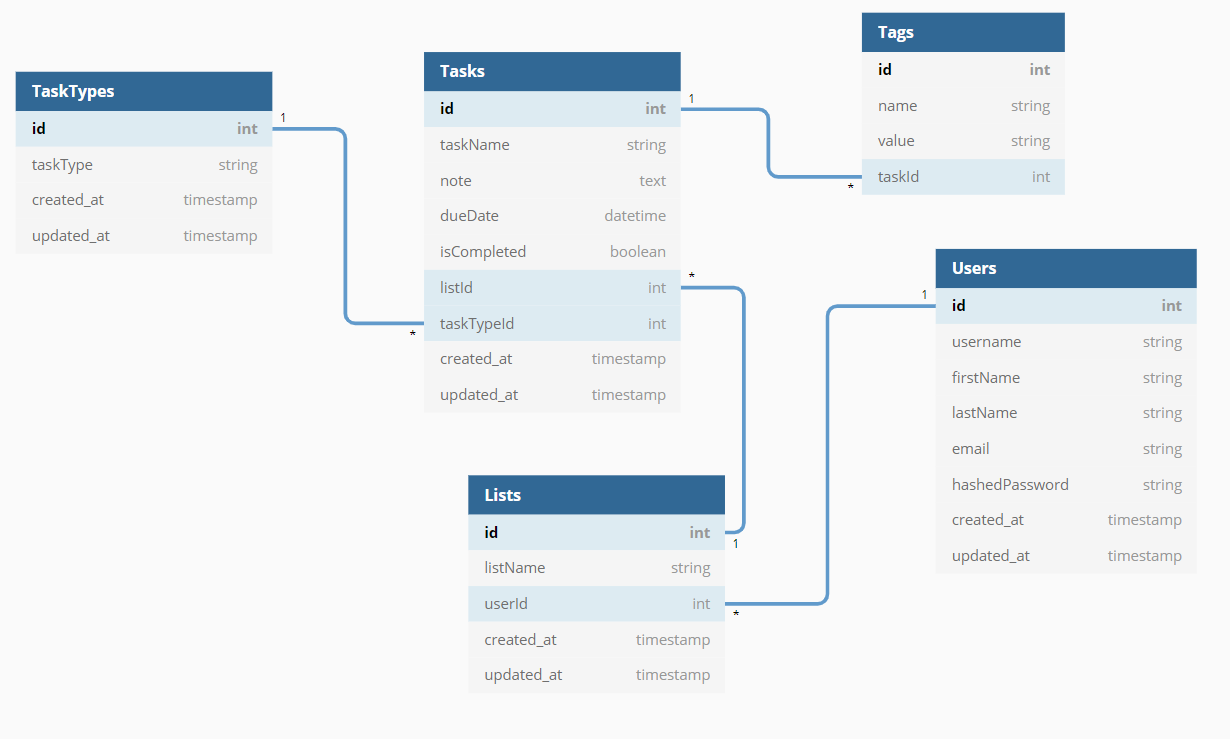 TaskTypes
id int
taskType string
created_at timestamp
updated_at timestamp
1
*
Tasks
id int
taskName string
note text
dueDate datetime
isCompleted boolean
listId int
taskTypeId int
created_at timestamp
updated_at timestamp
1
*
*
1
Tags
id int
name string
value string
taskId int
Lists
id int
listName string
userId int
created_at timestamp
updated_at timestamp
*
1
Users
id int
username string
firstName string
lastName string
email string
hashedPassword string
created_at timestamp
updated_at timestamp